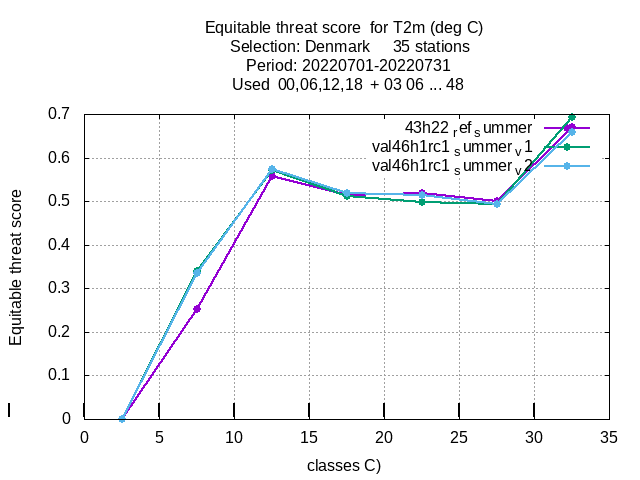 Equitable threat score  for T2m (deg C)
Selection: Denmark     35 stations
Period: 20220701-20220731
Used  00,06,12,18  + 03 06 ... 48
43h22 ref summer
val46h1rc1 summer v1
val46h1rc1 summer v2
0.7
0.6
0.5
0.4
0.3
0.2
0.1
0
Equitable threat score
0 5 10 15 20 25 30 35
classes C)